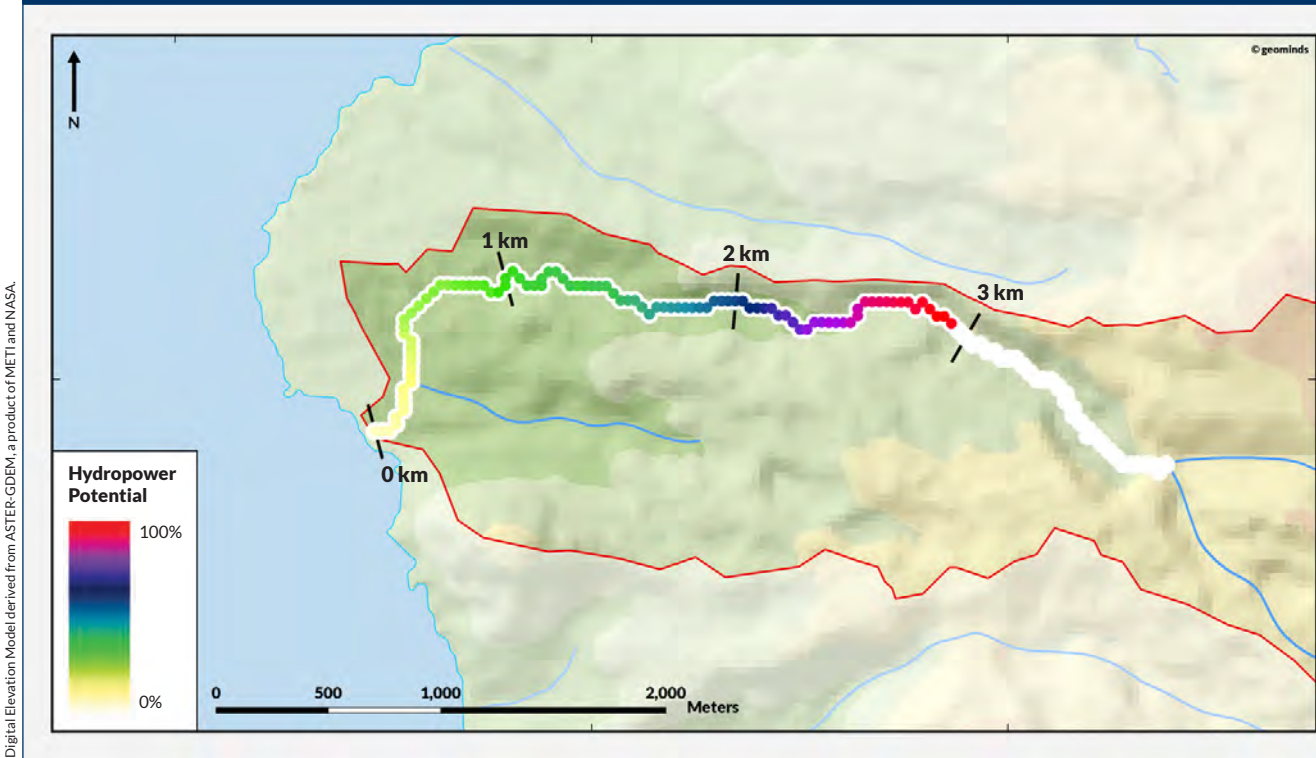 © geominds
N
1 km
2 km
3 km
0 km
Hydropower
Potential
100%
0%
0 500 1,000 2,000
Meters
Digital Elevation Model derived from ASTER-GDEM, a product of METI and NASA.